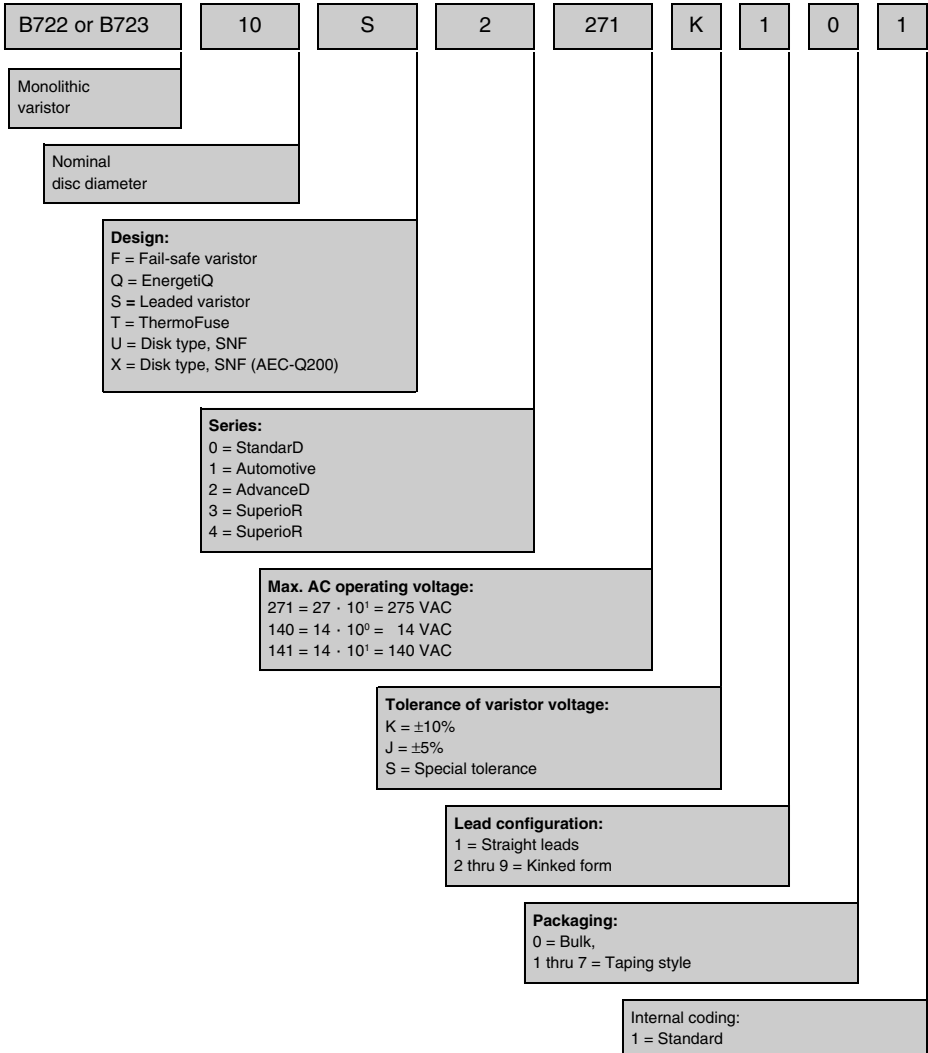 B722 or B723 10 S 2 271 K 1 0 1
Monolithic
varistor
Nominal
disc diameter
Design:
F = Fail-safe varistor
Q = EnergetiQ
S = Leaded varistor
T = ThermoFuse
U = Disk type, SNF
X = Disk type, SNF (AEC-Q200)
Series:
0 = StandarD
1 = Automotive
2 = AdvanceD
3 = SuperioR
4 = SuperioR
Max. AC operating voltage:
271 = 27 · 10¹ = 275 VAC
140 = 14 · 10⁰ = 14 VAC
141 = 14 · 10¹ = 140 VAC
Tolerance of varistor voltage:
K = ±10%
J = ±5%
S = Special tolerance
Lead configuration:
1 = Straight leads
2 thru 9 = Kinked form
Packaging:
0 = Bulk,
1 thru 7 = Taping style
Internal coding:
1 = Standard